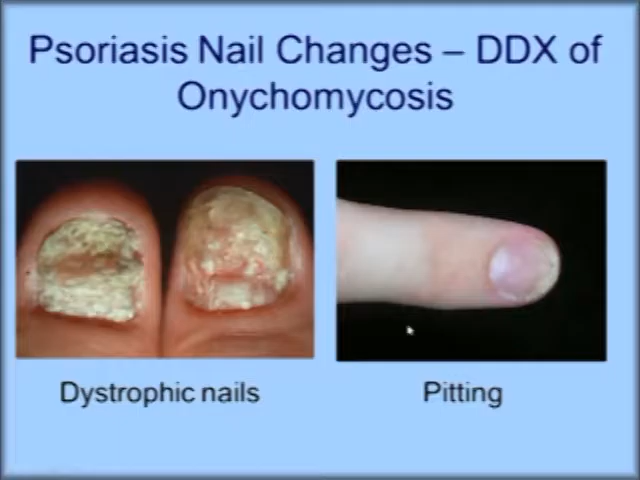 Psoriasis Nail Changes – DDX of
Onychomycosis
Dystrophic nails
Pitting